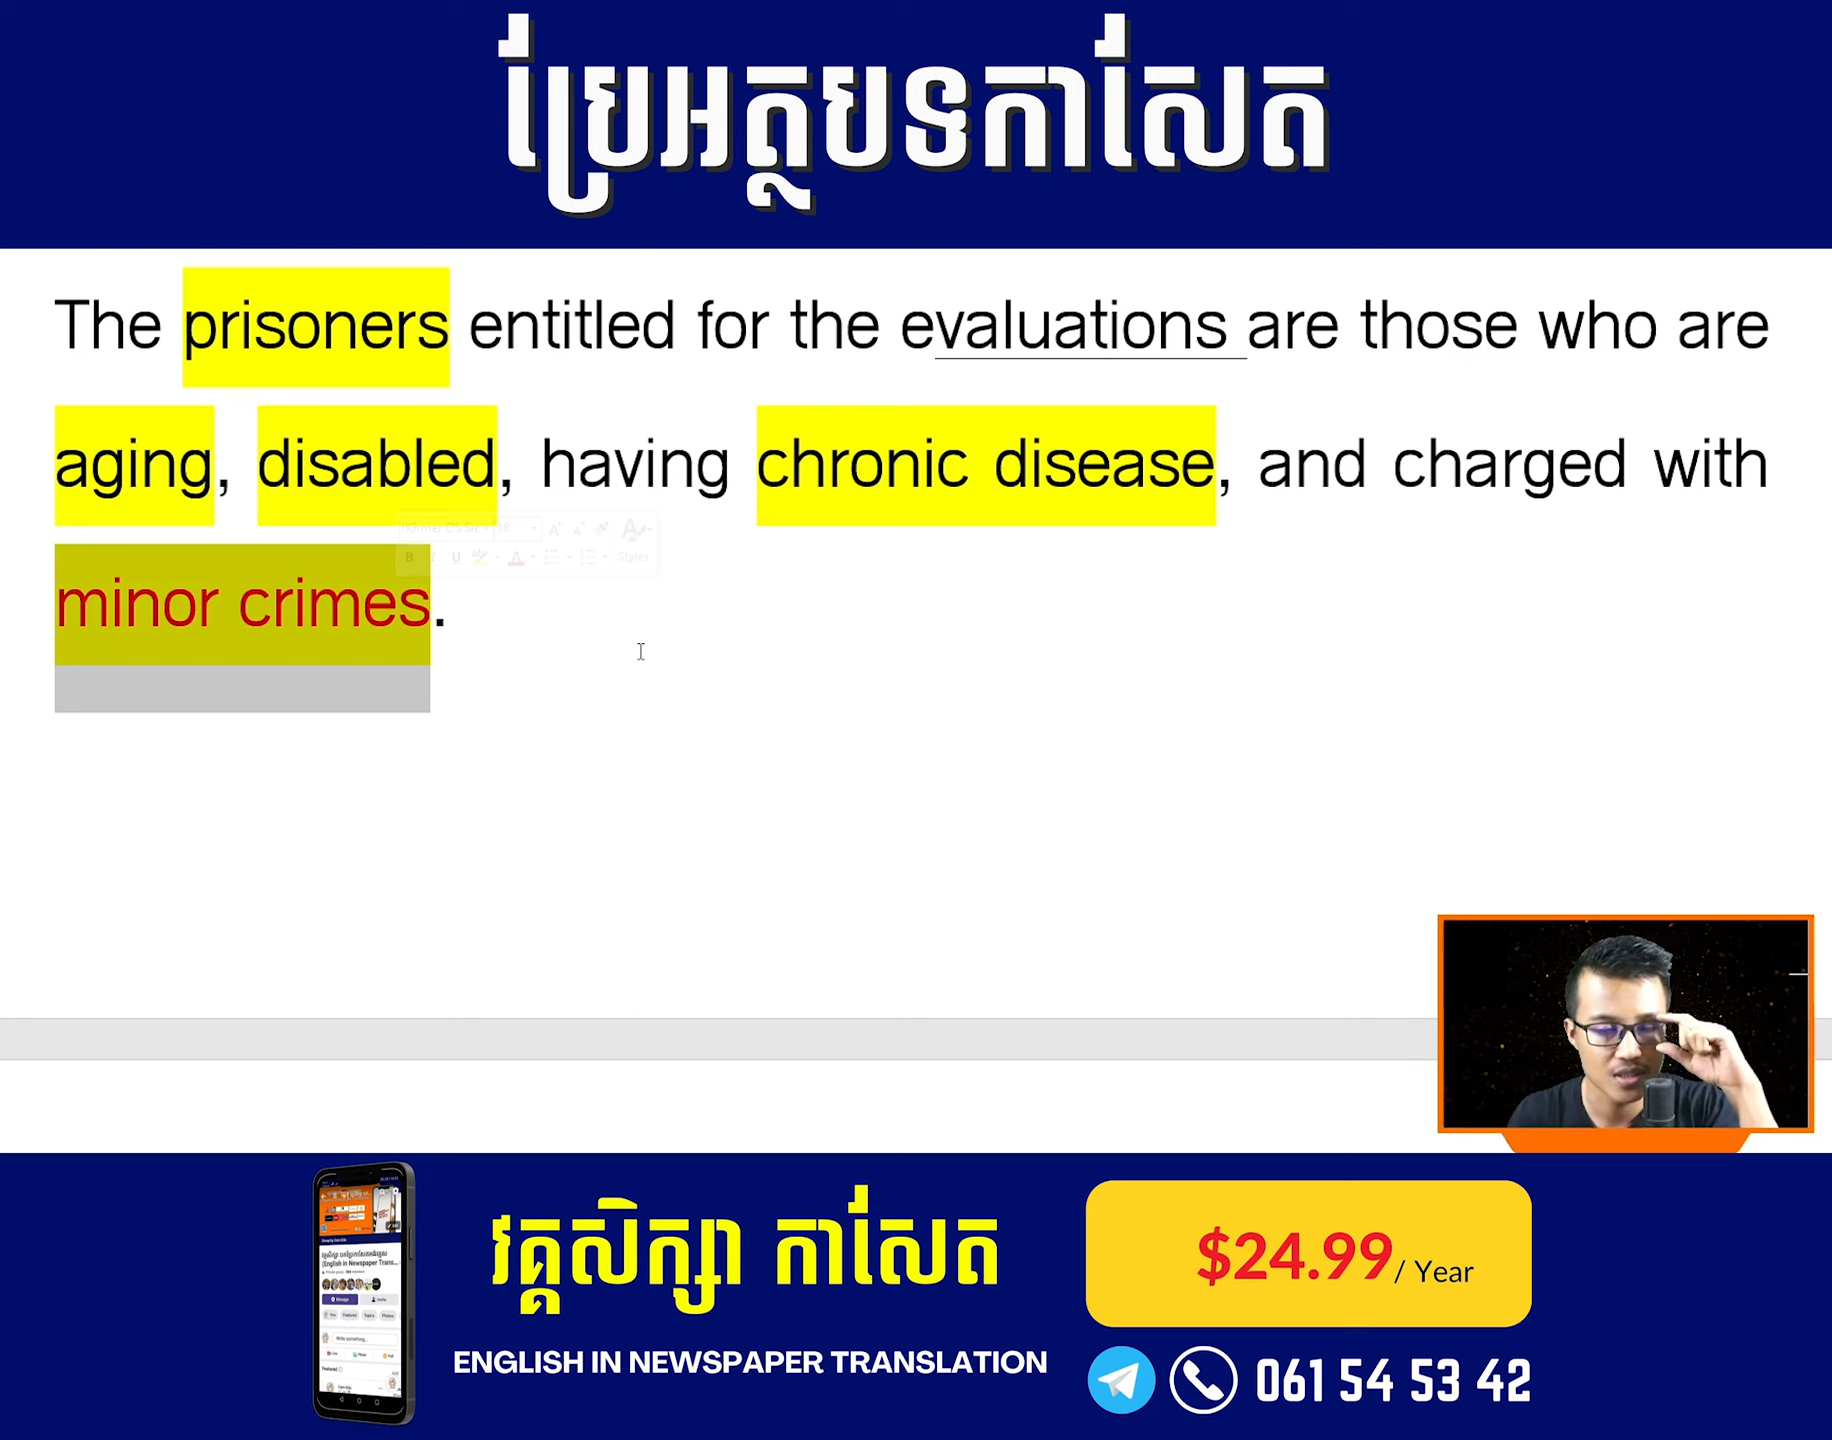 ប្រែអត្ថបទកាសែត
The prisoners entitled for the evaluations are those who are
aging, disabled, having chronic disease, and charged with
minor crimes.
Styles
វគ្គសិក្សា កាសែត
ENGLISH IN NEWSPAPER TRANSLATION
$24.99/ Year
061 54 53 42